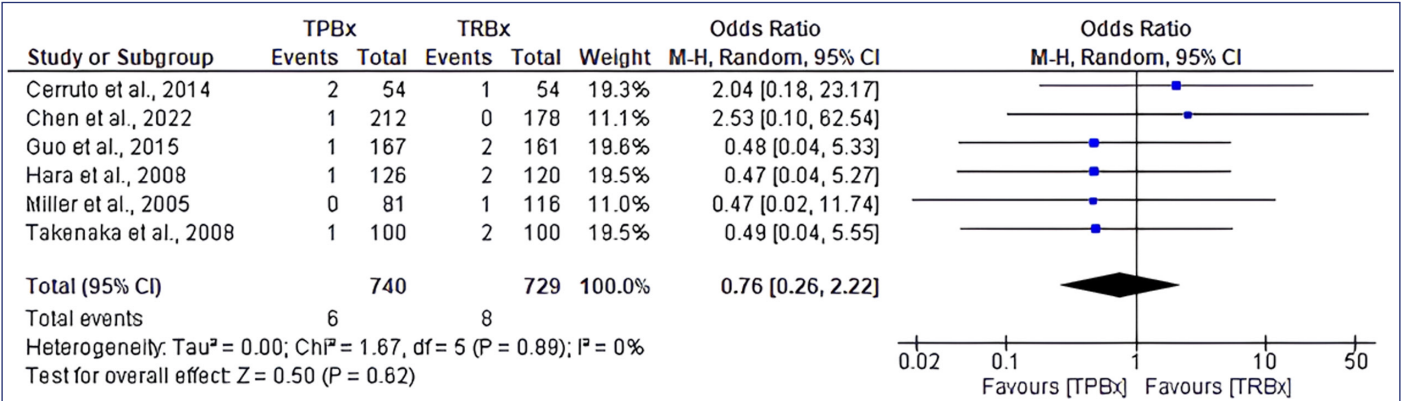 TPBx TRBx Odds Ratio Odds Ratio
Study or Subgroup Events Total Events Total Weight M-H, Random, 95% CI M-H, Random, 95% CI
Cerruto et al., 2014 2 54 1 54 19.3% 2.04 [0.18, 23.17]
Chen et al., 2022 1 212 0 178 11.1% 2.53 [0.10, 62.54]
Guo et al., 2015 1 167 2 161 19.6% 0.48 [0.04, 5.33]
Hara et al., 2008 1 126 2 120 19.5% 0.47 [0.04, 5.27]
Miller et al., 2005 0 81 1 116 11.0% 0.47 [0.02, 11.74]
Takenaka et al., 2008 1 100 2 100 19.5% 0.49 [0.04, 5.55]
Total (95% CI) 740 729 100.0% 0.76 [0.26, 2.22]
Total events 6 8
Heterogeneity: Tau² = 0.00; Chi² = 1.67, df = 5 (P = 0.89); I² = 0%
Test for overall effect: Z = 0.50 (P = 0.62)
0.02 0.1 1 10 50
Favours [TPBx] Favours [TRBx]